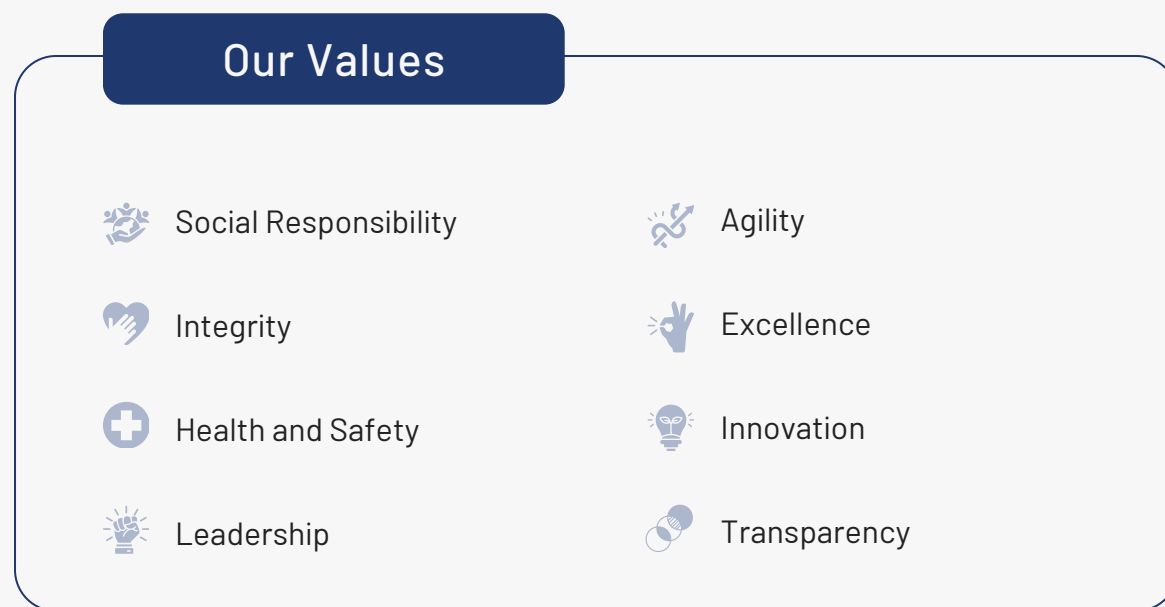 Our Values
Social Responsibility
Integrity
Health and Safety
Leadership
Agility
Excellence
Innovation
Transparency